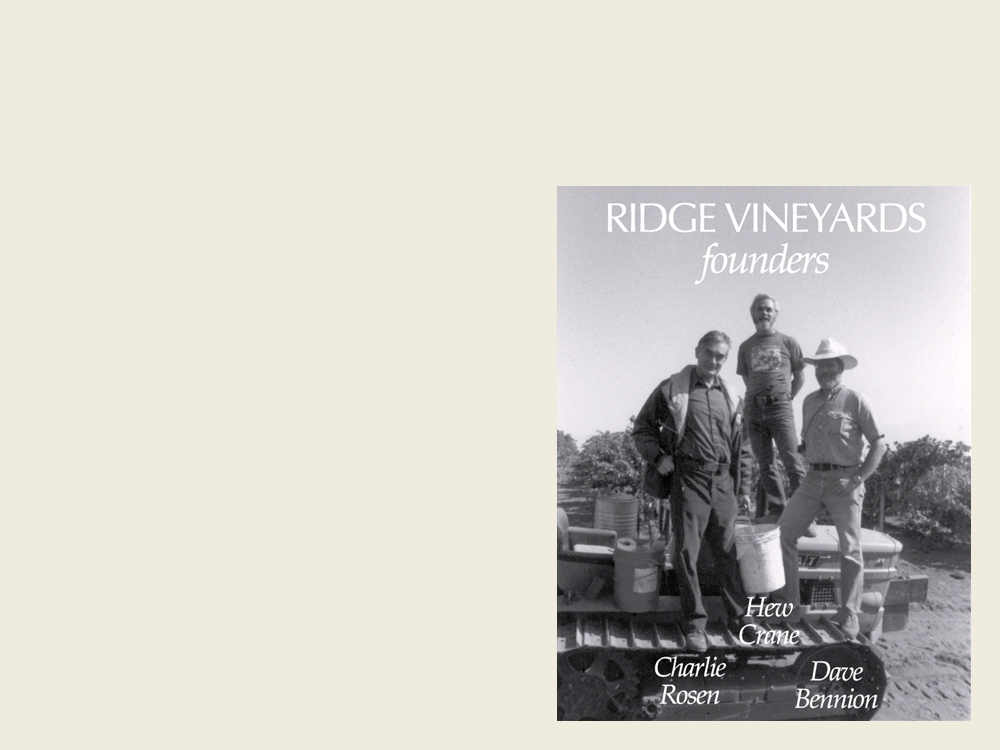 RIDGE VINEYARDS
founders
Hew
Crane
Charlie
Rosen
Dave
Bennion